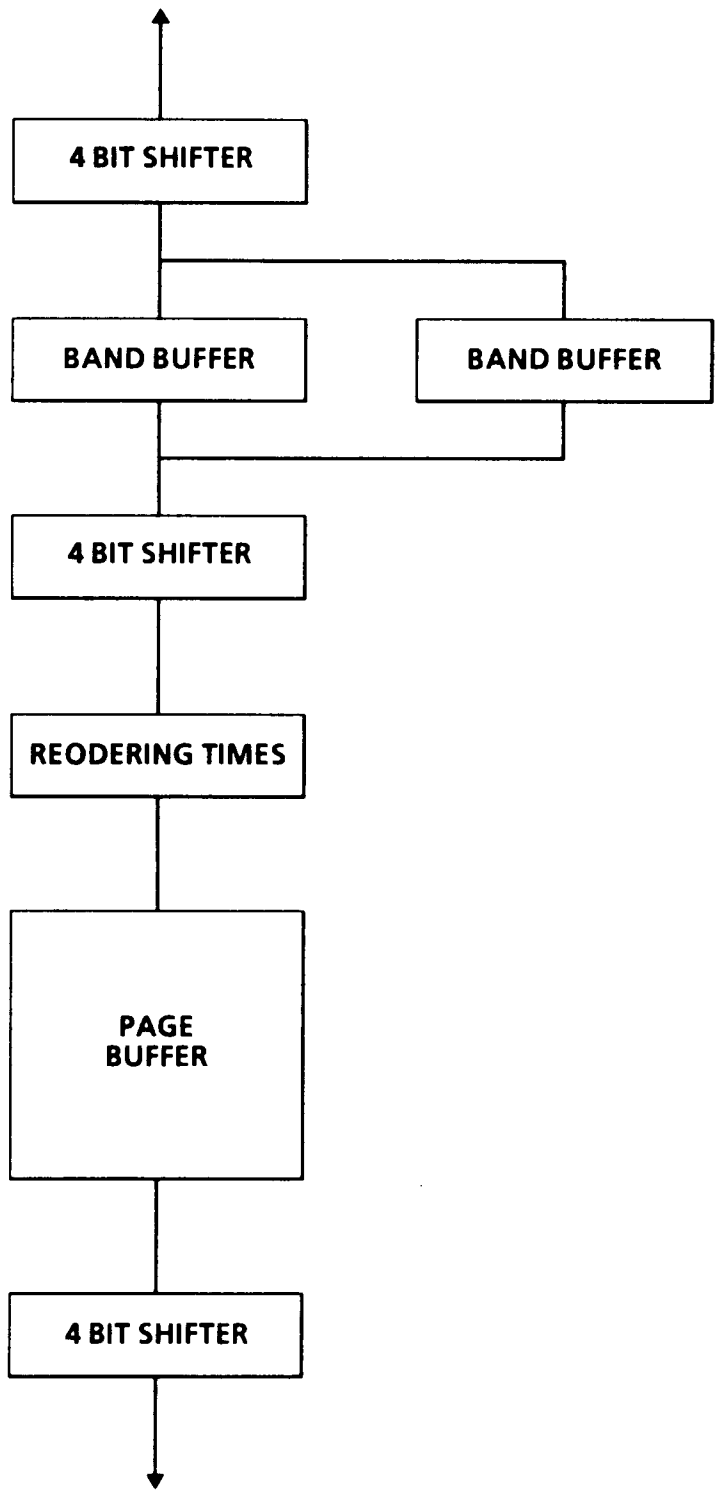 4 BIT SHIFTER
BAND BUFFER
BAND BUFFER
4 BIT SHIFTER
REODERING TIMES
PAGE
BUFFER
4 BIT SHIFTER